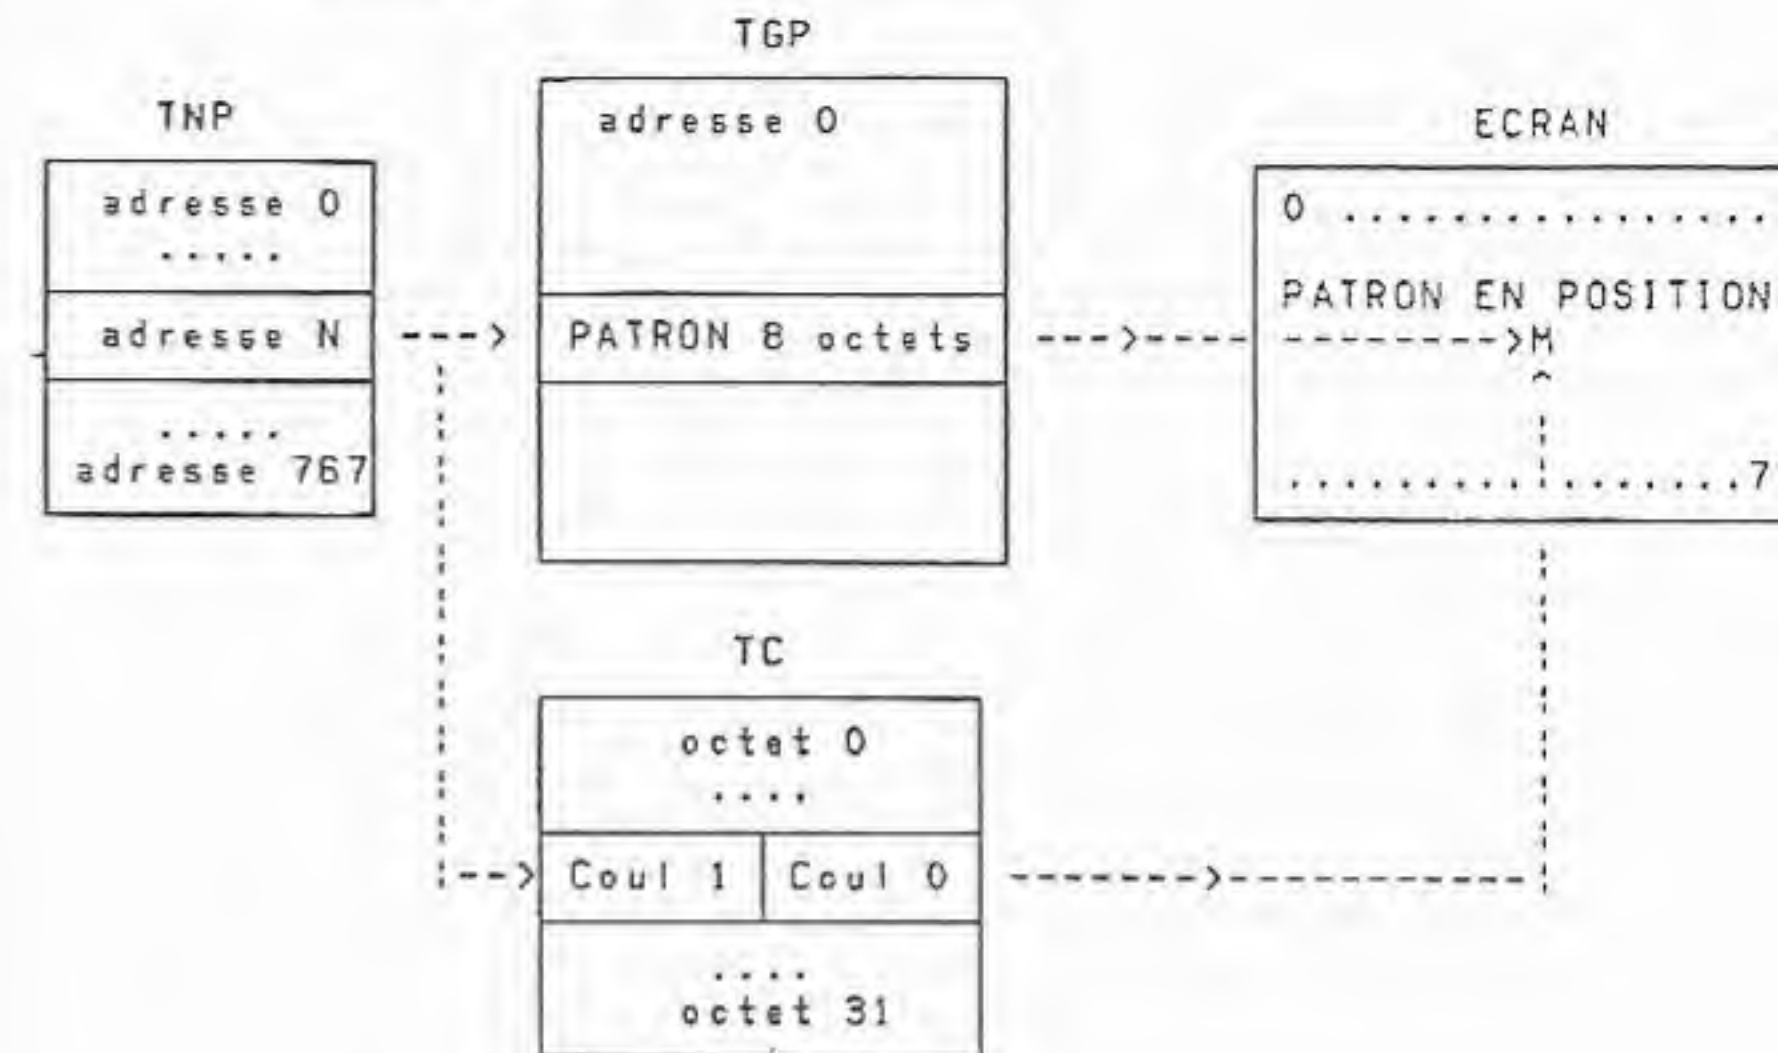 TGP
TNP
adresse 0
ECRAN
adresse 0
.....
0 ................
PATRON EN POSITION
adresse N ---> PATRON 8 octets --->---- -------->M
^
.....
adresse 767
.................7
TC
octet 0
....
:--> Coul 1 Coul 0 ------->-----------
....
octet 31